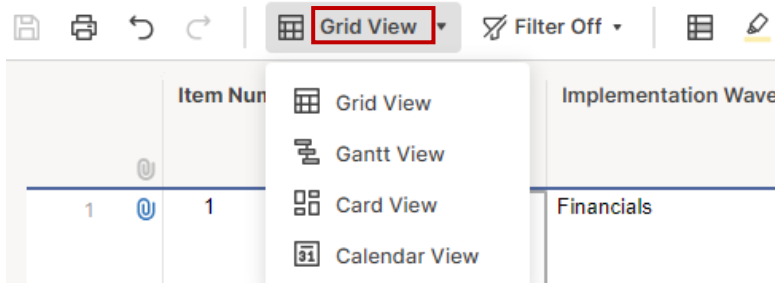 Grid View
Filter Off
Item Num
Implementation Wave
Grid View
Gantt View
Card View
31 Calendar View
1
1
Financials